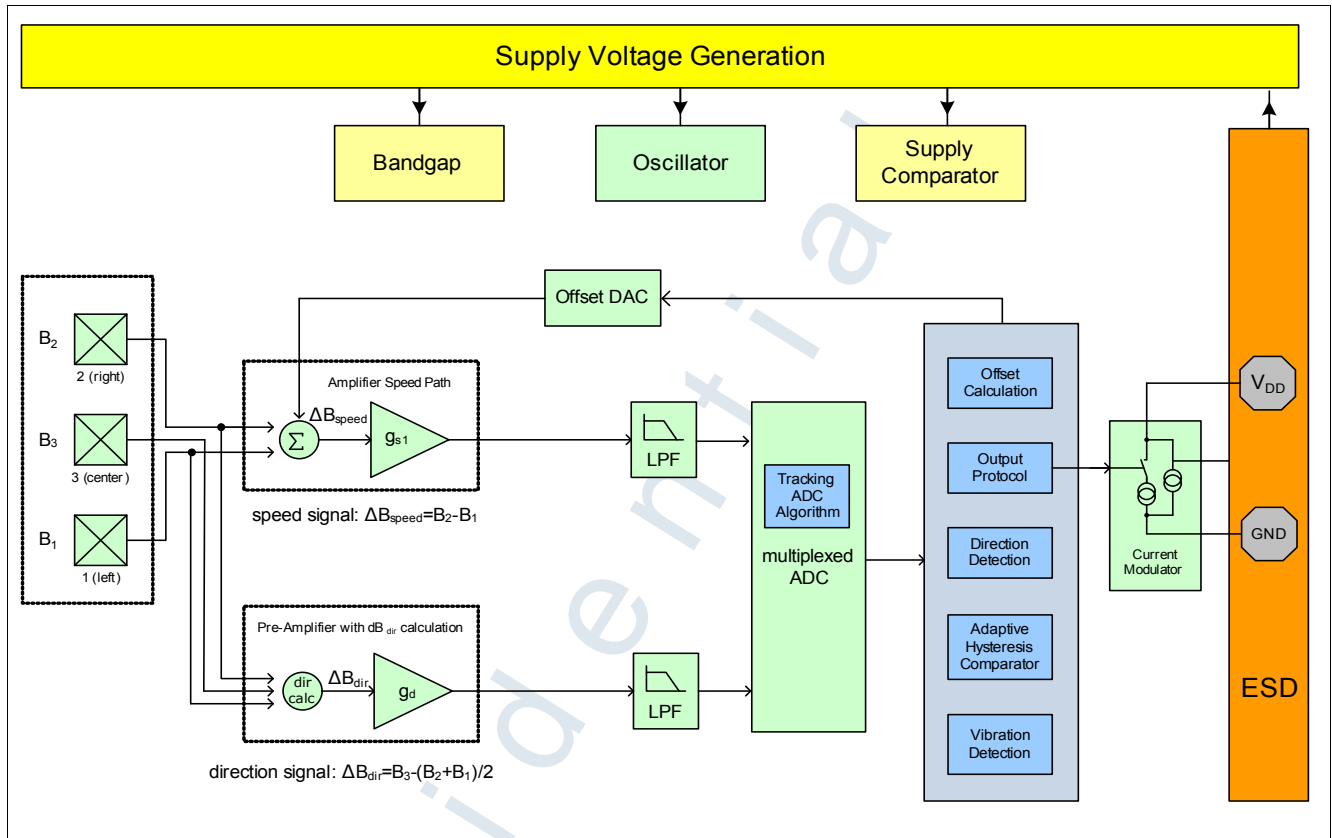 Supply Voltage Generation
Bandgap
Oscillator
Supply
Comparator
Offset DAC
B2
2 (right)
B3
3 (center)
B1
1 (left)
Amplifier Speed Path
ΔBspeed
Σ
gs1
speed signal: ΔBspeed=B2-B1
Pre-Amplifier with dB dir calculation
ΔBdir
dir
calc
gd
direction signal: ΔBdir=B3-(B2+B1)/2
LPF
LPF
Tracking
ADC
Algorithm
multiplexed
ADC
Offset
Calculation
Output
Protocol
Direction
Detection
Adaptive
Hysteresis
Comparator
Vibration
Detection
Current
Modulator
VDD
GND
ESD
idential